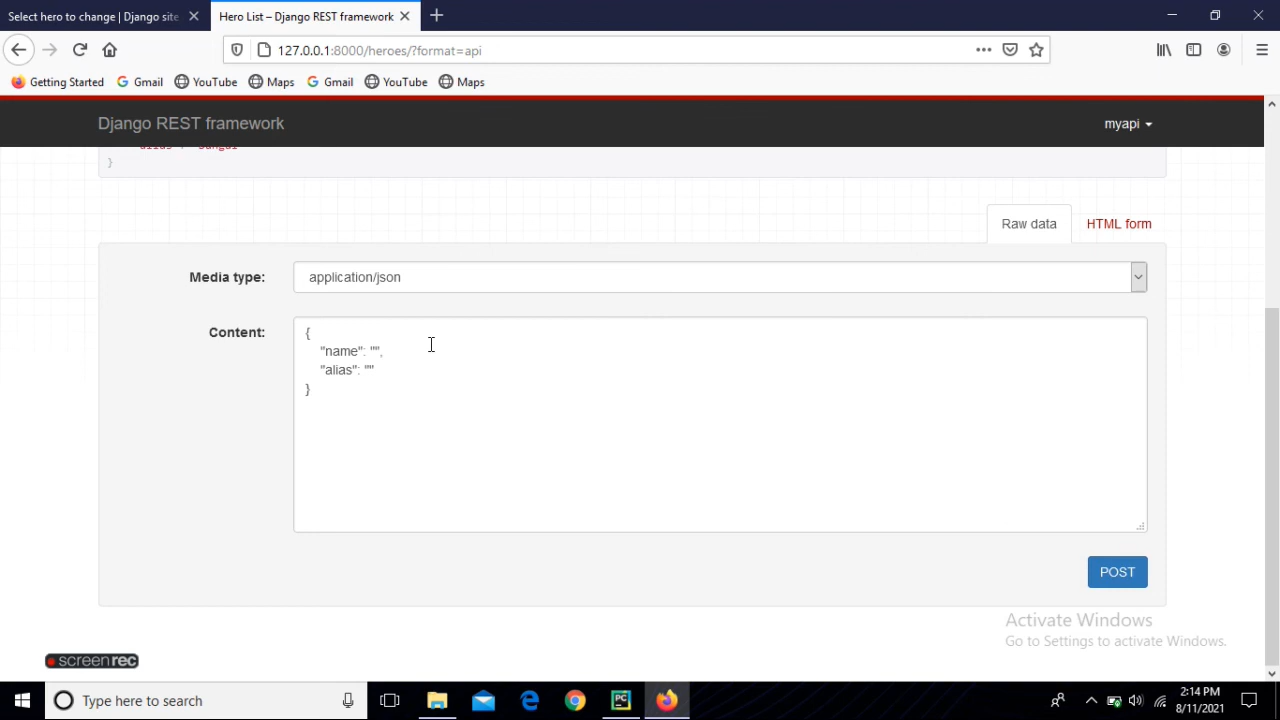 Select hero to change | Django site
Hero List – Django REST framework
127.0.0.1:8000/heroes/?format=api
Getting Started
Gmail
YouTube
Maps
Gmail
YouTube
Maps
Django REST framework
myapi
}
Raw data
HTML form
Media type:
application/json
Content:
{
"name": "",
"alias": ""
}
POST
Activate Windows
Go to Settings to activate Windows.
screenrec
Type here to search
2:14 PM
8/11/2021